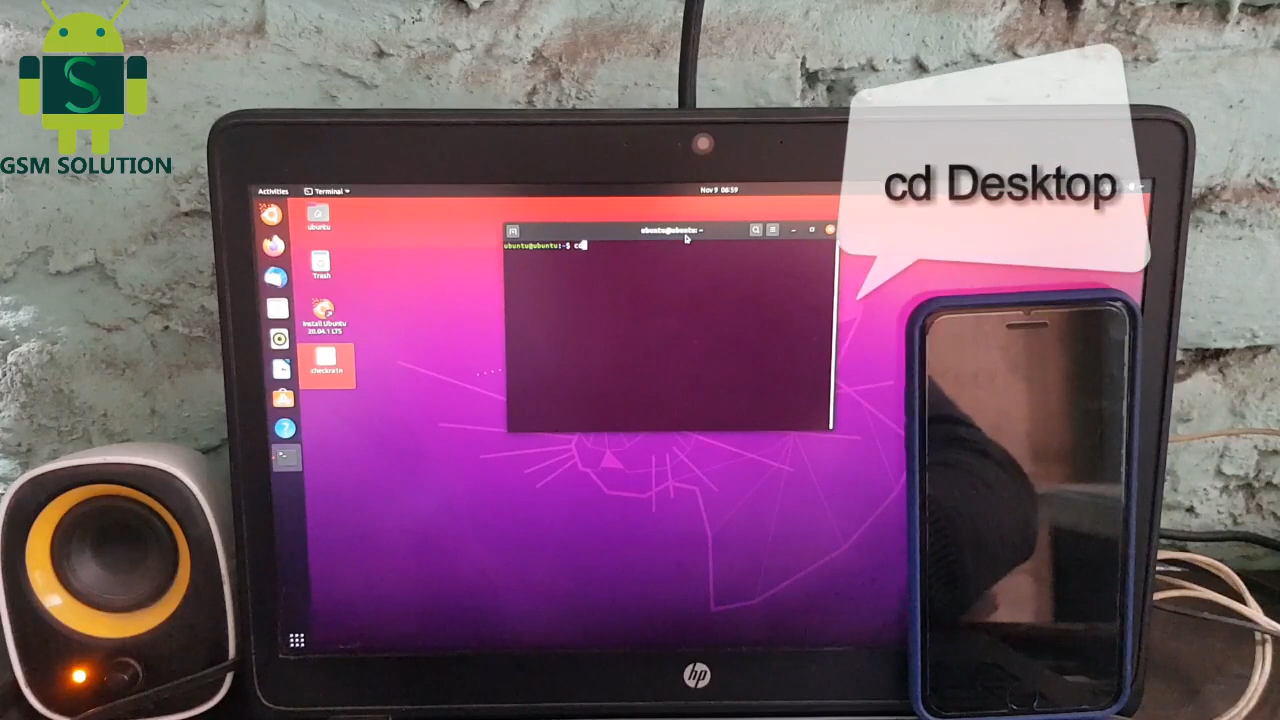 GSM SOLUTION
cd Desktop
Activities
Terminal
Nov 9 08:59
ubuntu@ubuntu: ~
ubuntu@ubuntu:~$ cd
ubuntu
Trash
Install Ubuntu
20.04.1 LTS
checkra1n
hp